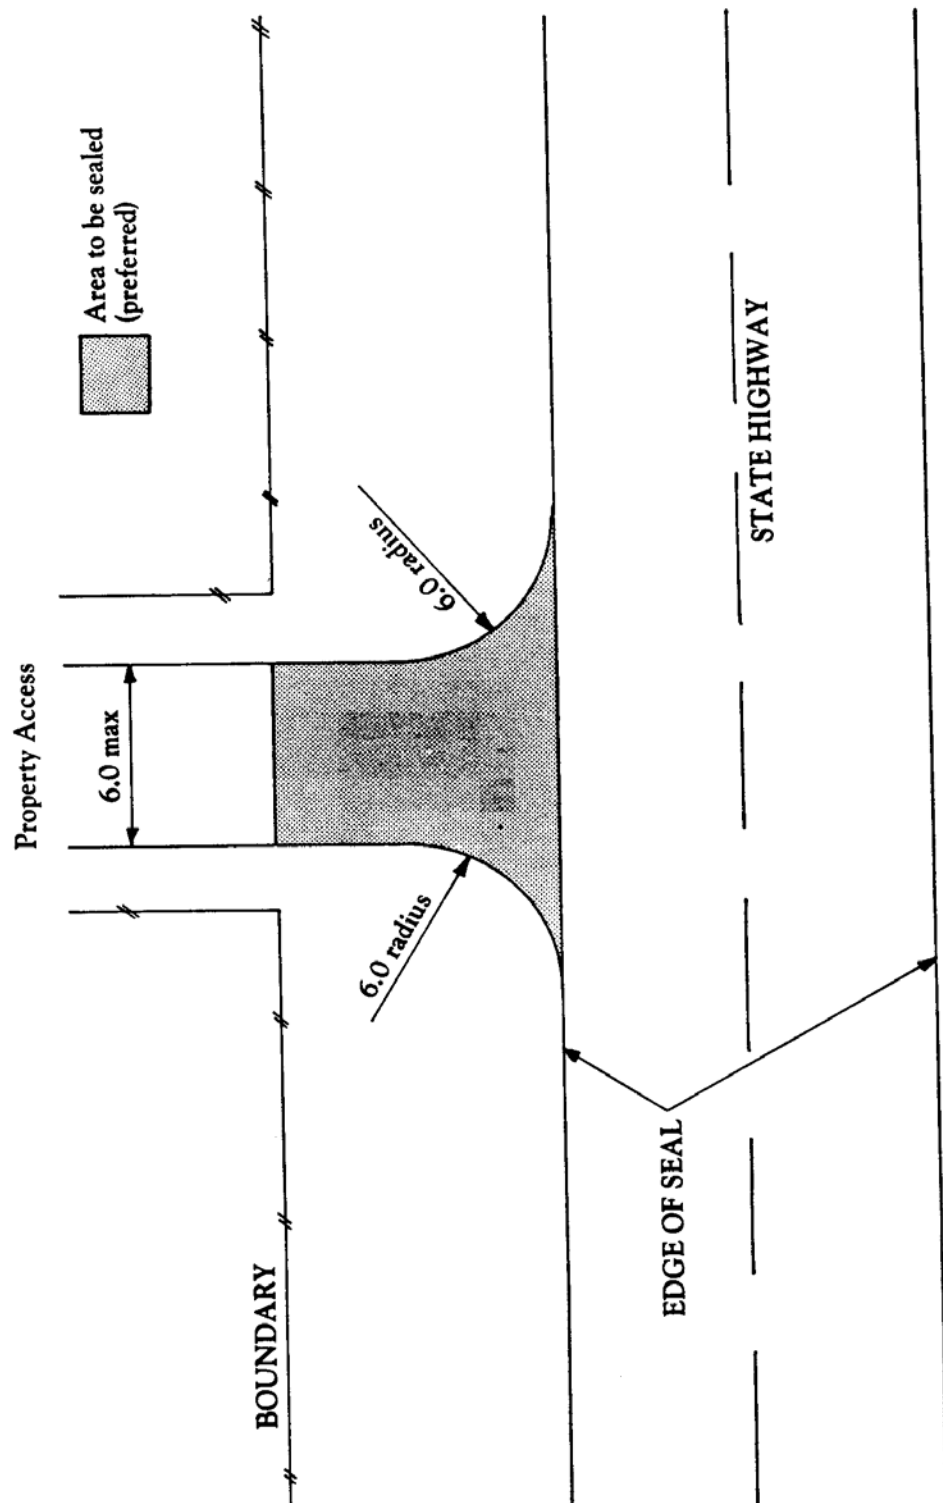 Property Access
6.0 max
Area to be sealed
(preferred)
6.0 radius
6.0 radius
BOUNDARY
EDGE OF SEAL
STATE HIGHWAY